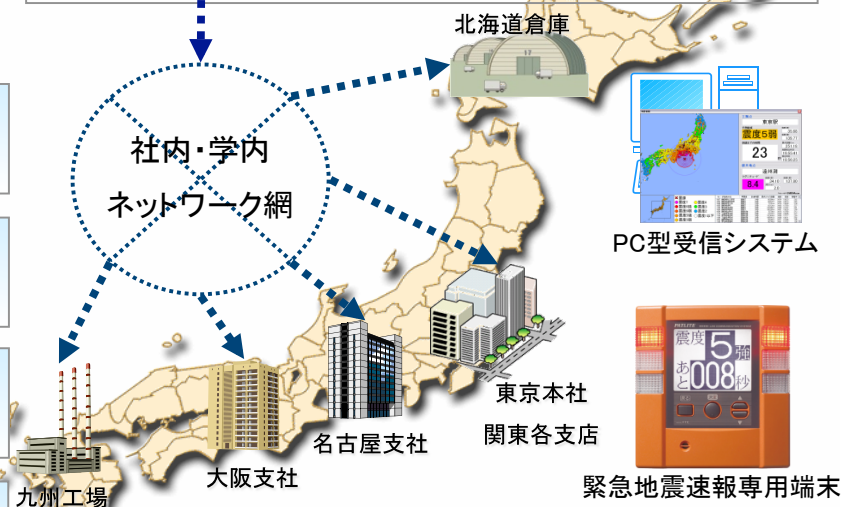 北海道倉庫
社内・学内
ネットワーク網
震度5弱
23
PC型受信システム
震度5強
あと008秒
東京本社
関東各支店
名古屋支社
大阪支社
九州工場
緊急地震速報専用端末